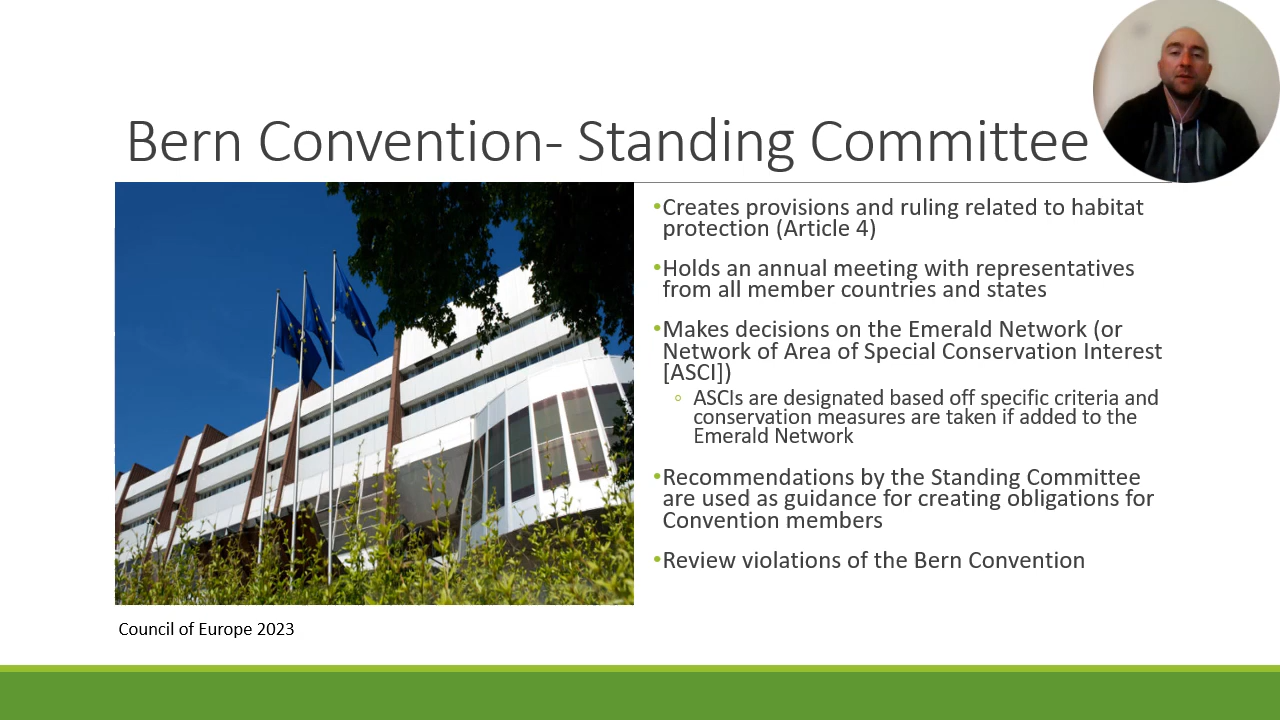 Bern Convention- Standing Committee
•Creates provisions and ruling related to habitat
protection (Article 4)
•Holds an annual meeting with representatives
from all member countries and states
•Makes decisions on the Emerald Network (or
Network of Area of Special Conservation Interest
[ASCI])
◦ ASCIs are designated based off specific criteria and
conservation measures are taken if added to the
Emerald Network
•Recommendations by the Standing Committee
are used as guidance for creating obligations for
Convention members
•Review violations of the Bern Convention
Council of Europe 2023